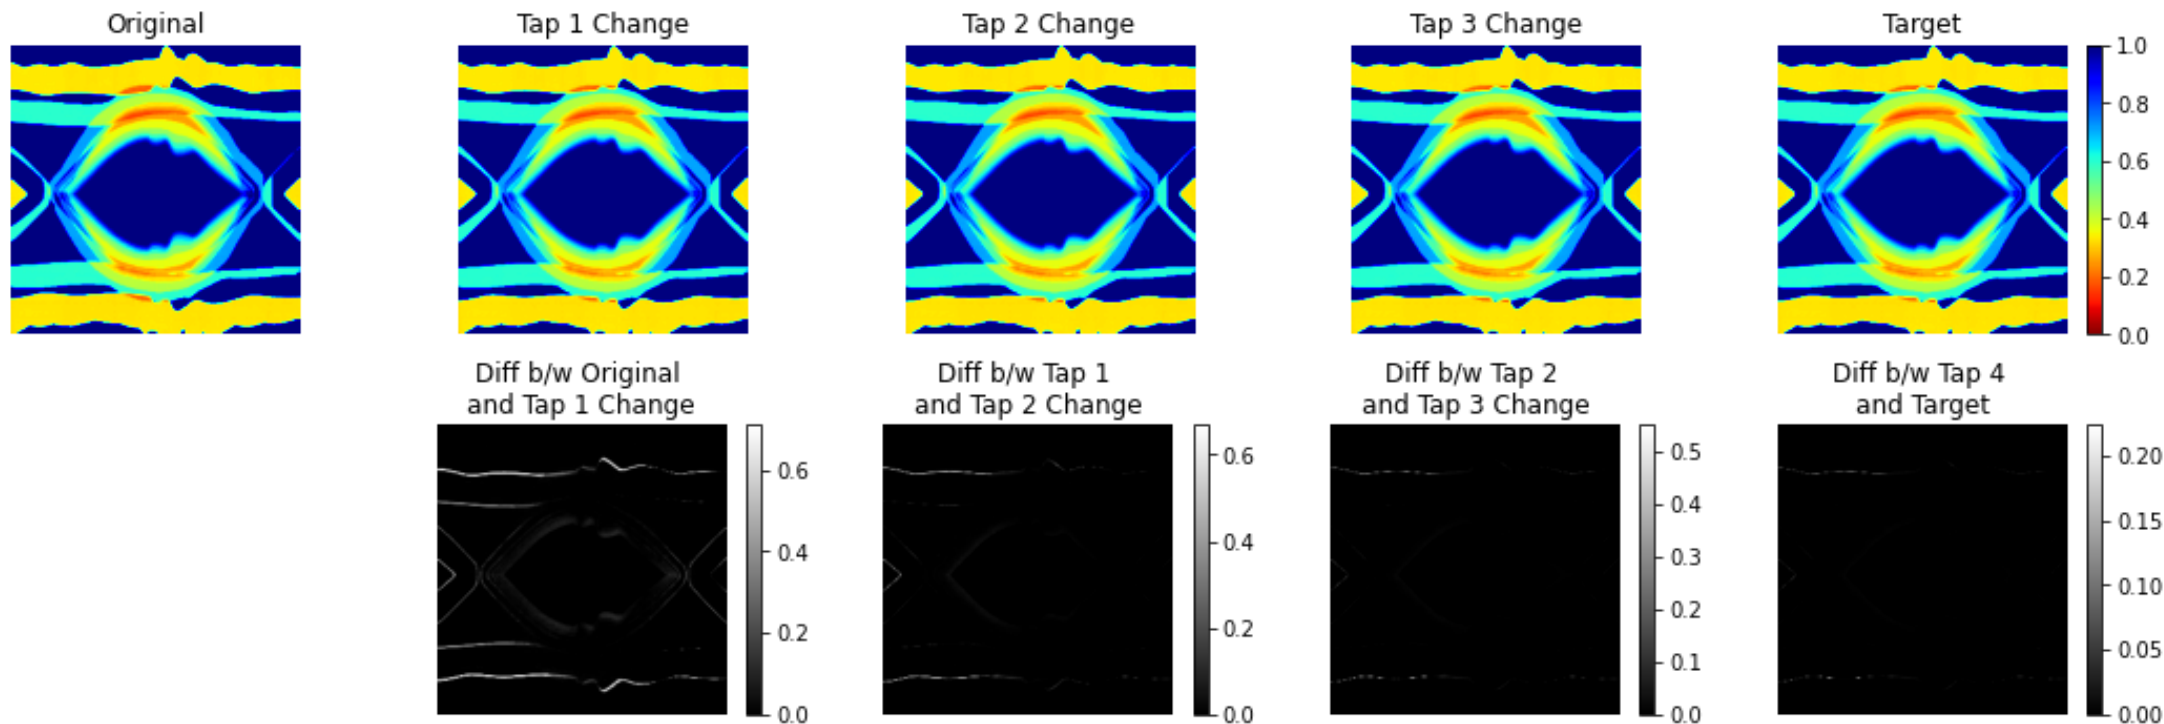 Original
Tap 1 Change
Tap 2 Change
Tap 3 Change
Target
1.0
0.8
0.6
0.4
0.2
0.0
Diff b/w Original
and Tap 1 Change
0.6
0.4
0.2
0.0
Diff b/w Tap 1
and Tap 2 Change
0.6
0.4
0.2
0.0
Diff b/w Tap 2
and Tap 3 Change
0.5
0.4
0.3
0.2
0.1
0.0
Diff b/w Tap 4
and Target
0.20
0.15
0.10
0.05
0.00